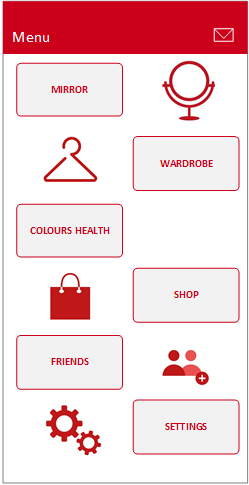 Menu
MIRROR
WARDROBE
COLOURS HEALTH
SHOP
FRIENDS
SETTINGS